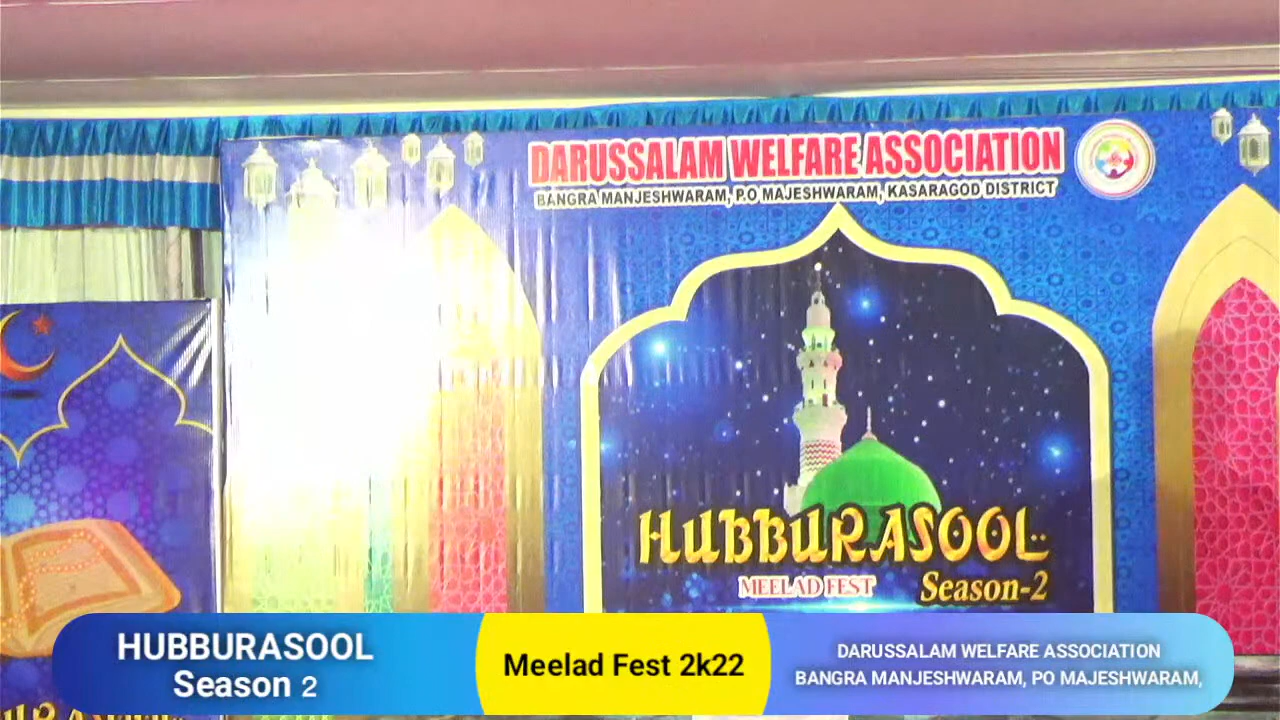 DARUSSALAM WELFARE ASSOCIATION
BANGRA MANJESHWARAM, P.O MAJESHWARAM, KASARAGOD DISTRICT
HUBBURASOOL
MEELAD FEST
Season-2
HUBBURASOOL
Season 2
Meelad Fest 2k22
DARUSSALAM WELFARE ASSOCIATION
BANGRA MANJESHWARAM, PO MAJESHWARAM,